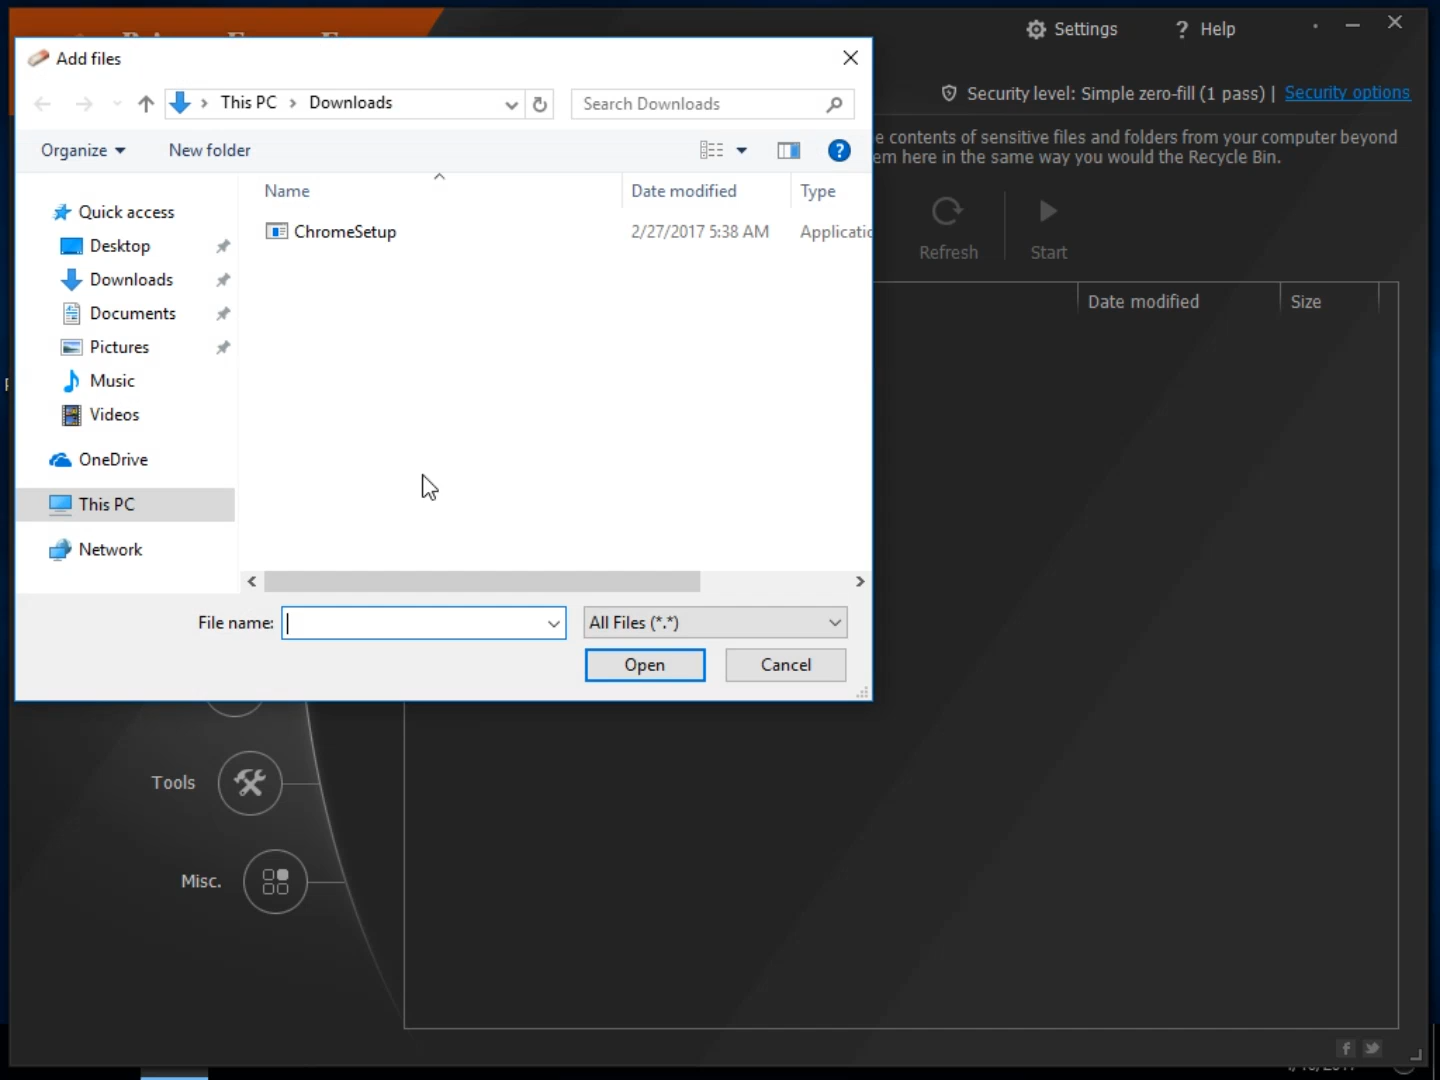 Settings
? Help
Add files
Security level: Simple zero-fill (1 pass) | Security options
This PC > Downloads
Search Downloads
e contents of sensitive files and folders from your computer beyond
em here in the same way you would the Recycle Bin.
Organize
New folder
Name
Date modified
Type
Quick access
ChromeSetup
2/27/2017 5:38 AM
Applicatio
Desktop
Downloads
Documents
Pictures
Music
Videos
OneDrive
This PC
Network
Refresh
Start
Date modified
Size
File name:
All Files (*.*)
Open
Cancel
Tools
Misc.